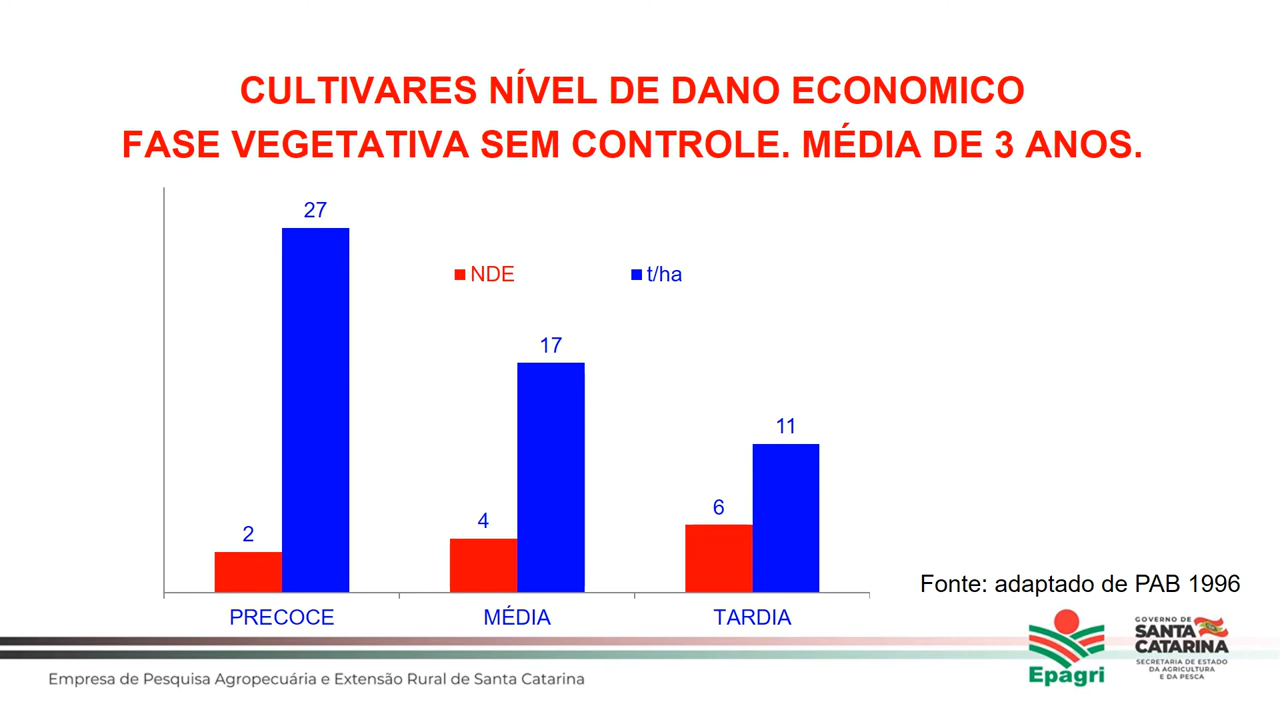 CULTIVARES NÍVEL DE DANO ECONOMICO
FASE VEGETATIVA SEM CONTROLE. MÉDIA DE 3 ANOS.
27
NDE
t/ha
17
11
6
4
2
PRECOCE
MÉDIA
TARDIA
Fonte: adaptado de PAB 1996
Epagri
GOVERNO DE
SANTA
CATARINA
SECRETARIA DE ESTADO
DA AGRICULTURA
E DA PESCA
Empresa de Pesquisa Agropecuária e Extensão Rural de Santa Catarina